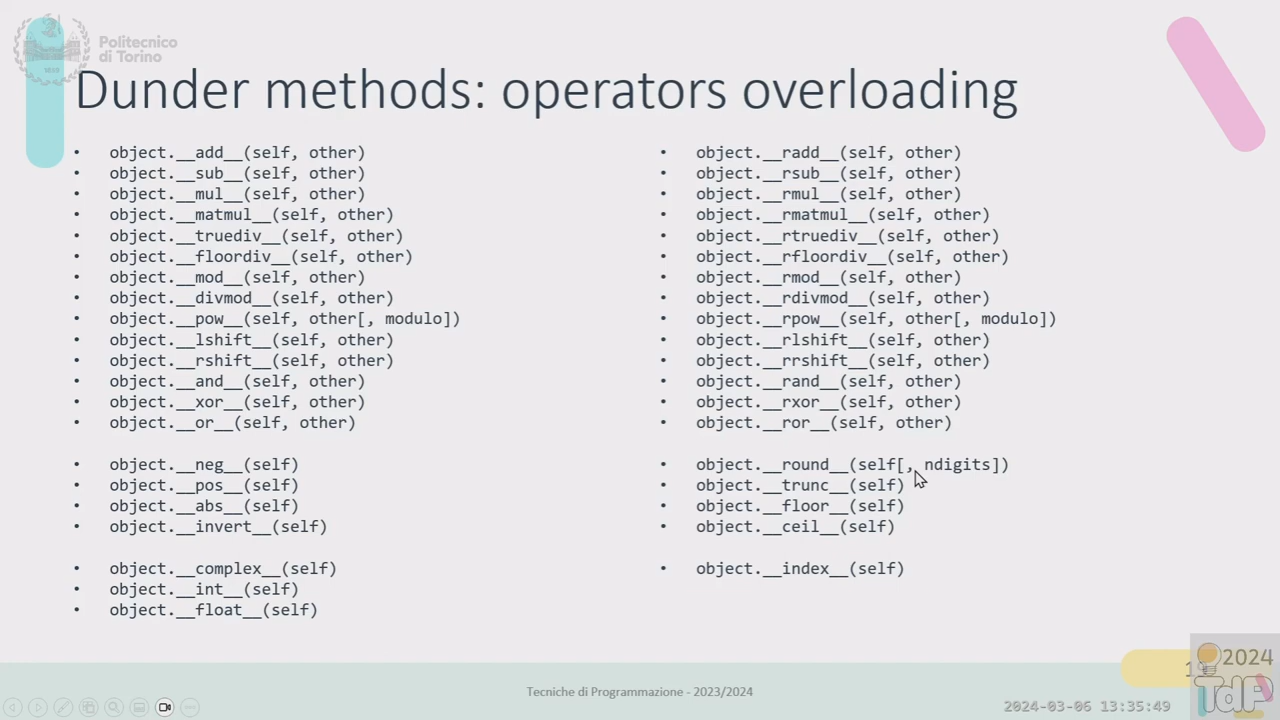 Politecnico
di Torino
Dunder methods: operators overloading
• object.__add__(self, other)
• object.__sub__(self, other)
• object.__mul__(self, other)
• object.__matmul__(self, other)
• object.__truediv__(self, other)
• object.__floordiv__(self, other)
• object.__mod__(self, other)
• object.__divmod__(self, other)
• object.__pow__(self, other[, modulo])
• object.__lshift__(self, other)
• object.__rshift__(self, other)
• object.__and__(self, other)
• object.__xor__(self, other)
• object.__or__(self, other)
• object.__neg__(self)
• object.__pos__(self)
• object.__abs__(self)
• object.__invert__(self)
• object.__complex__(self)
• object.__int__(self)
• object.__float__(self)
• object.__radd__(self, other)
• object.__rsub__(self, other)
• object.__rmul__(self, other)
• object.__rmatmul__(self, other)
• object.__rtruediv__(self, other)
• object.__rfloordiv__(self, other)
• object.__rmod__(self, other)
• object.__rdivmod__(self, other)
• object.__rpow__(self, other[, modulo])
• object.__rlshift__(self, other)
• object.__rrshift__(self, other)
• object.__rand__(self, other)
• object.__rxor__(self, other)
• object.__ror__(self, other)
• object.__round__(self[, ndigits])
• object.__trunc__(self)
• object.__floor__(self)
• object.__ceil__(self)
• object.__index__(self)
Tecniche di Programmazione - 2023/2024
2024-03-06 13:35:49
2024
TdP